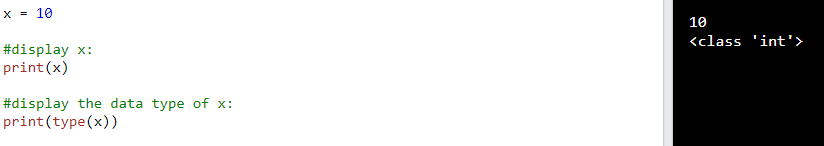 x = 10
#display x:
print(x)
#display the data type of x:
print(type(x))
10
<class 'int'>